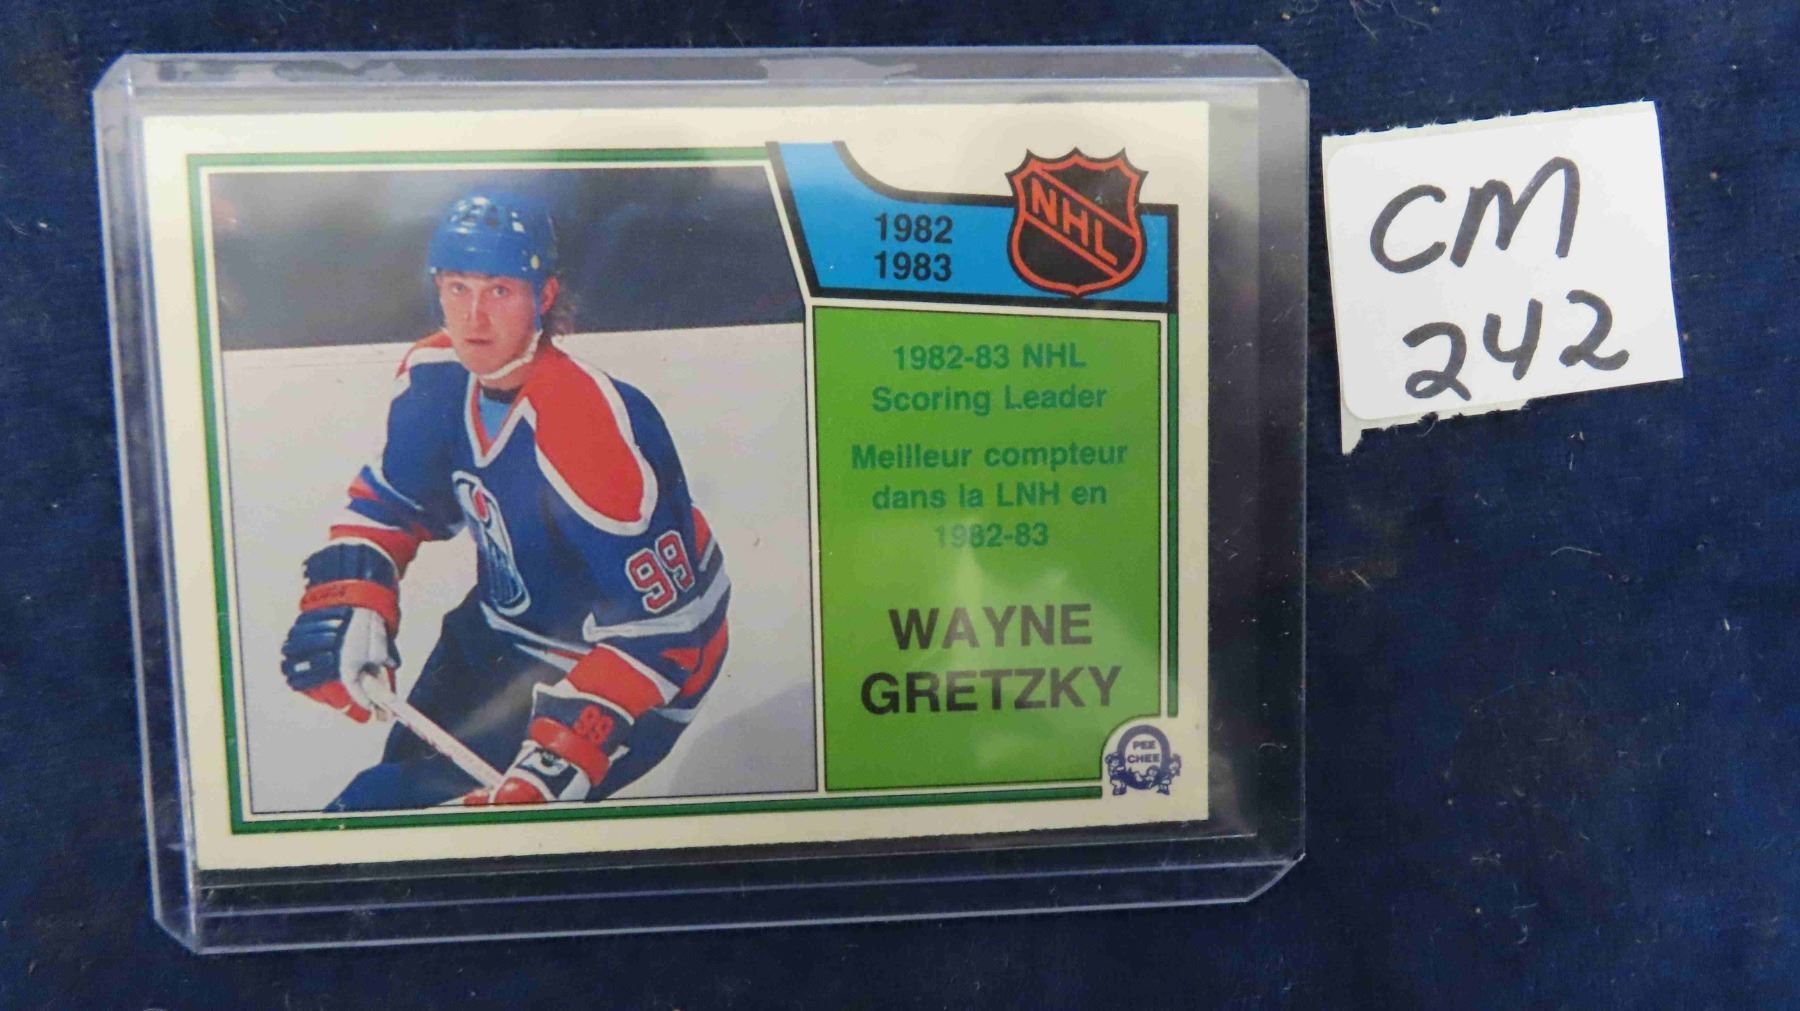 1982
1983
NHL
1982-83 NHL
Scoring Leader
Meilleur compteur
dans la LNH en
1982-83
WAYNE
GRETZKY
PEE
CHEE
99
99
CM
242